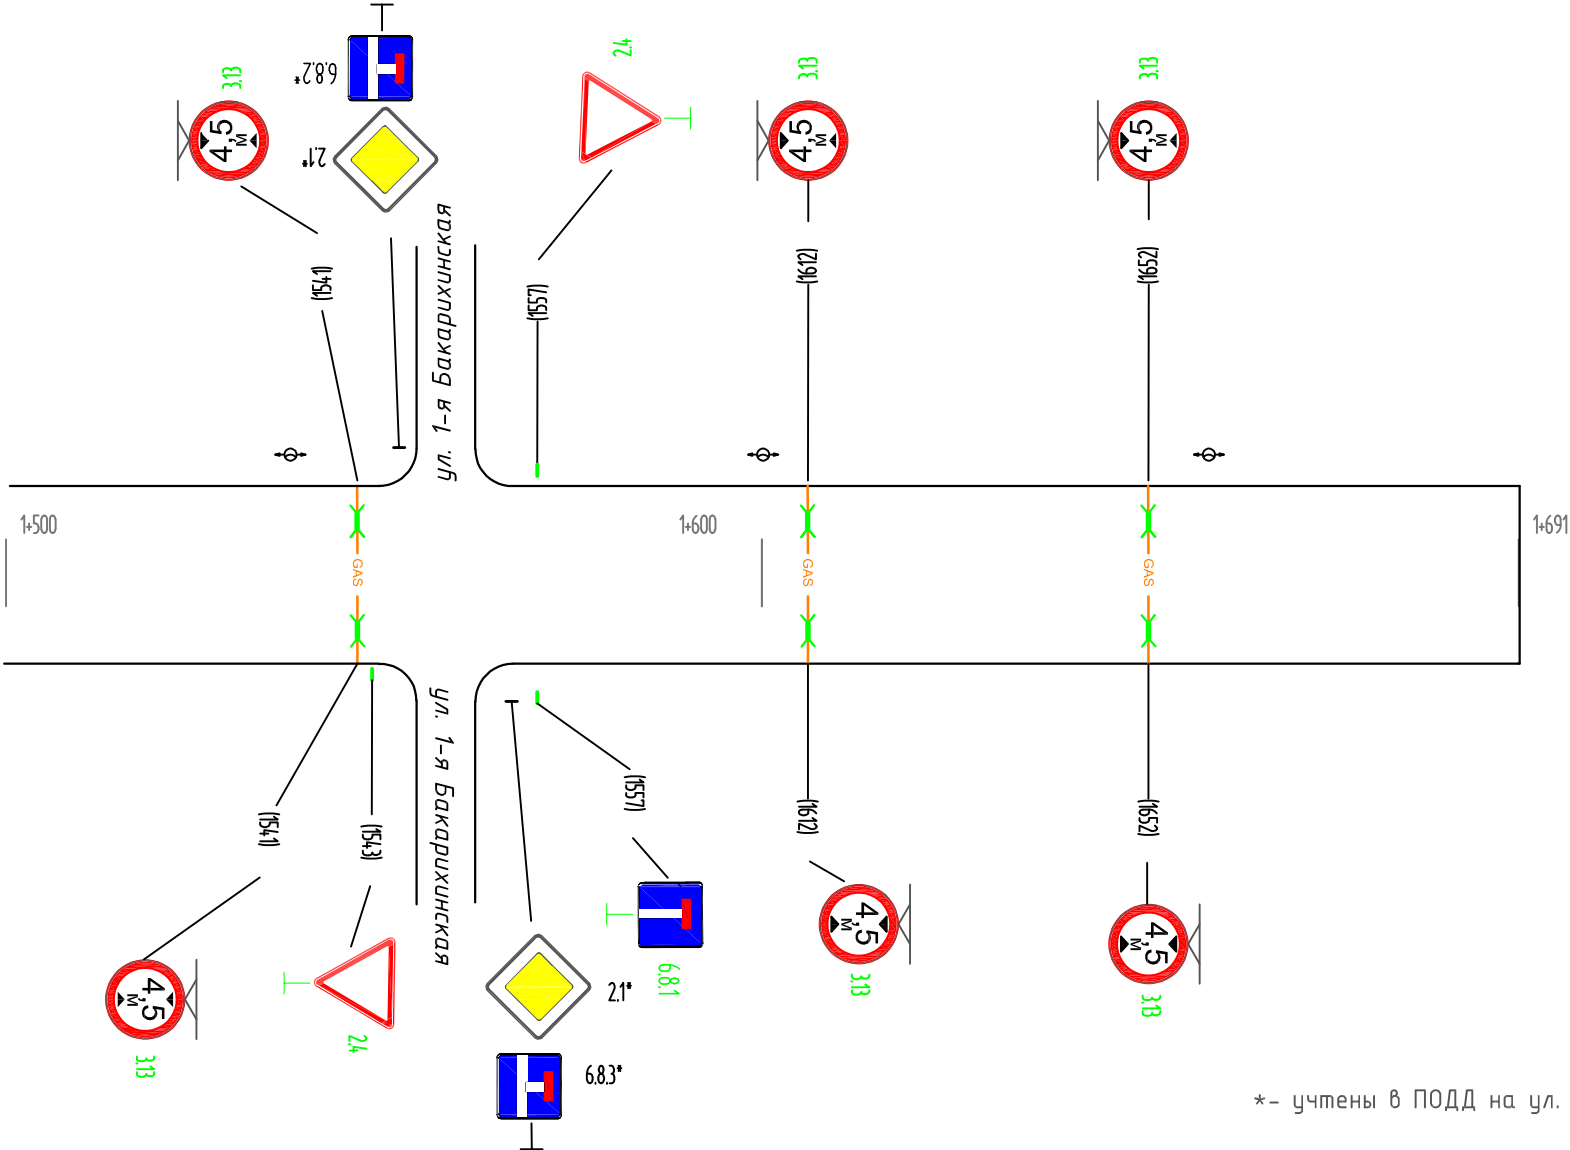 2.4
3.13
3.13
3.13
6.8.2*
4,5
м
4,5
м
4,5
м
2.1*
ул. 1-я Бакарихинская
(1541)
(1557)
(1612)
(1652)
1+500
1+600
1+691
GAS
GAS
GAS
ул. 1-я Бакарихинская
(1541)
(1543)
(1557)
(1612)
(1652)
4,5
м
4,5
м
4,5
м
3.13
2.4
2.1*
6.8.1
3.13
3.13
6.8.3*
*- учтены в ПОДД на ул.